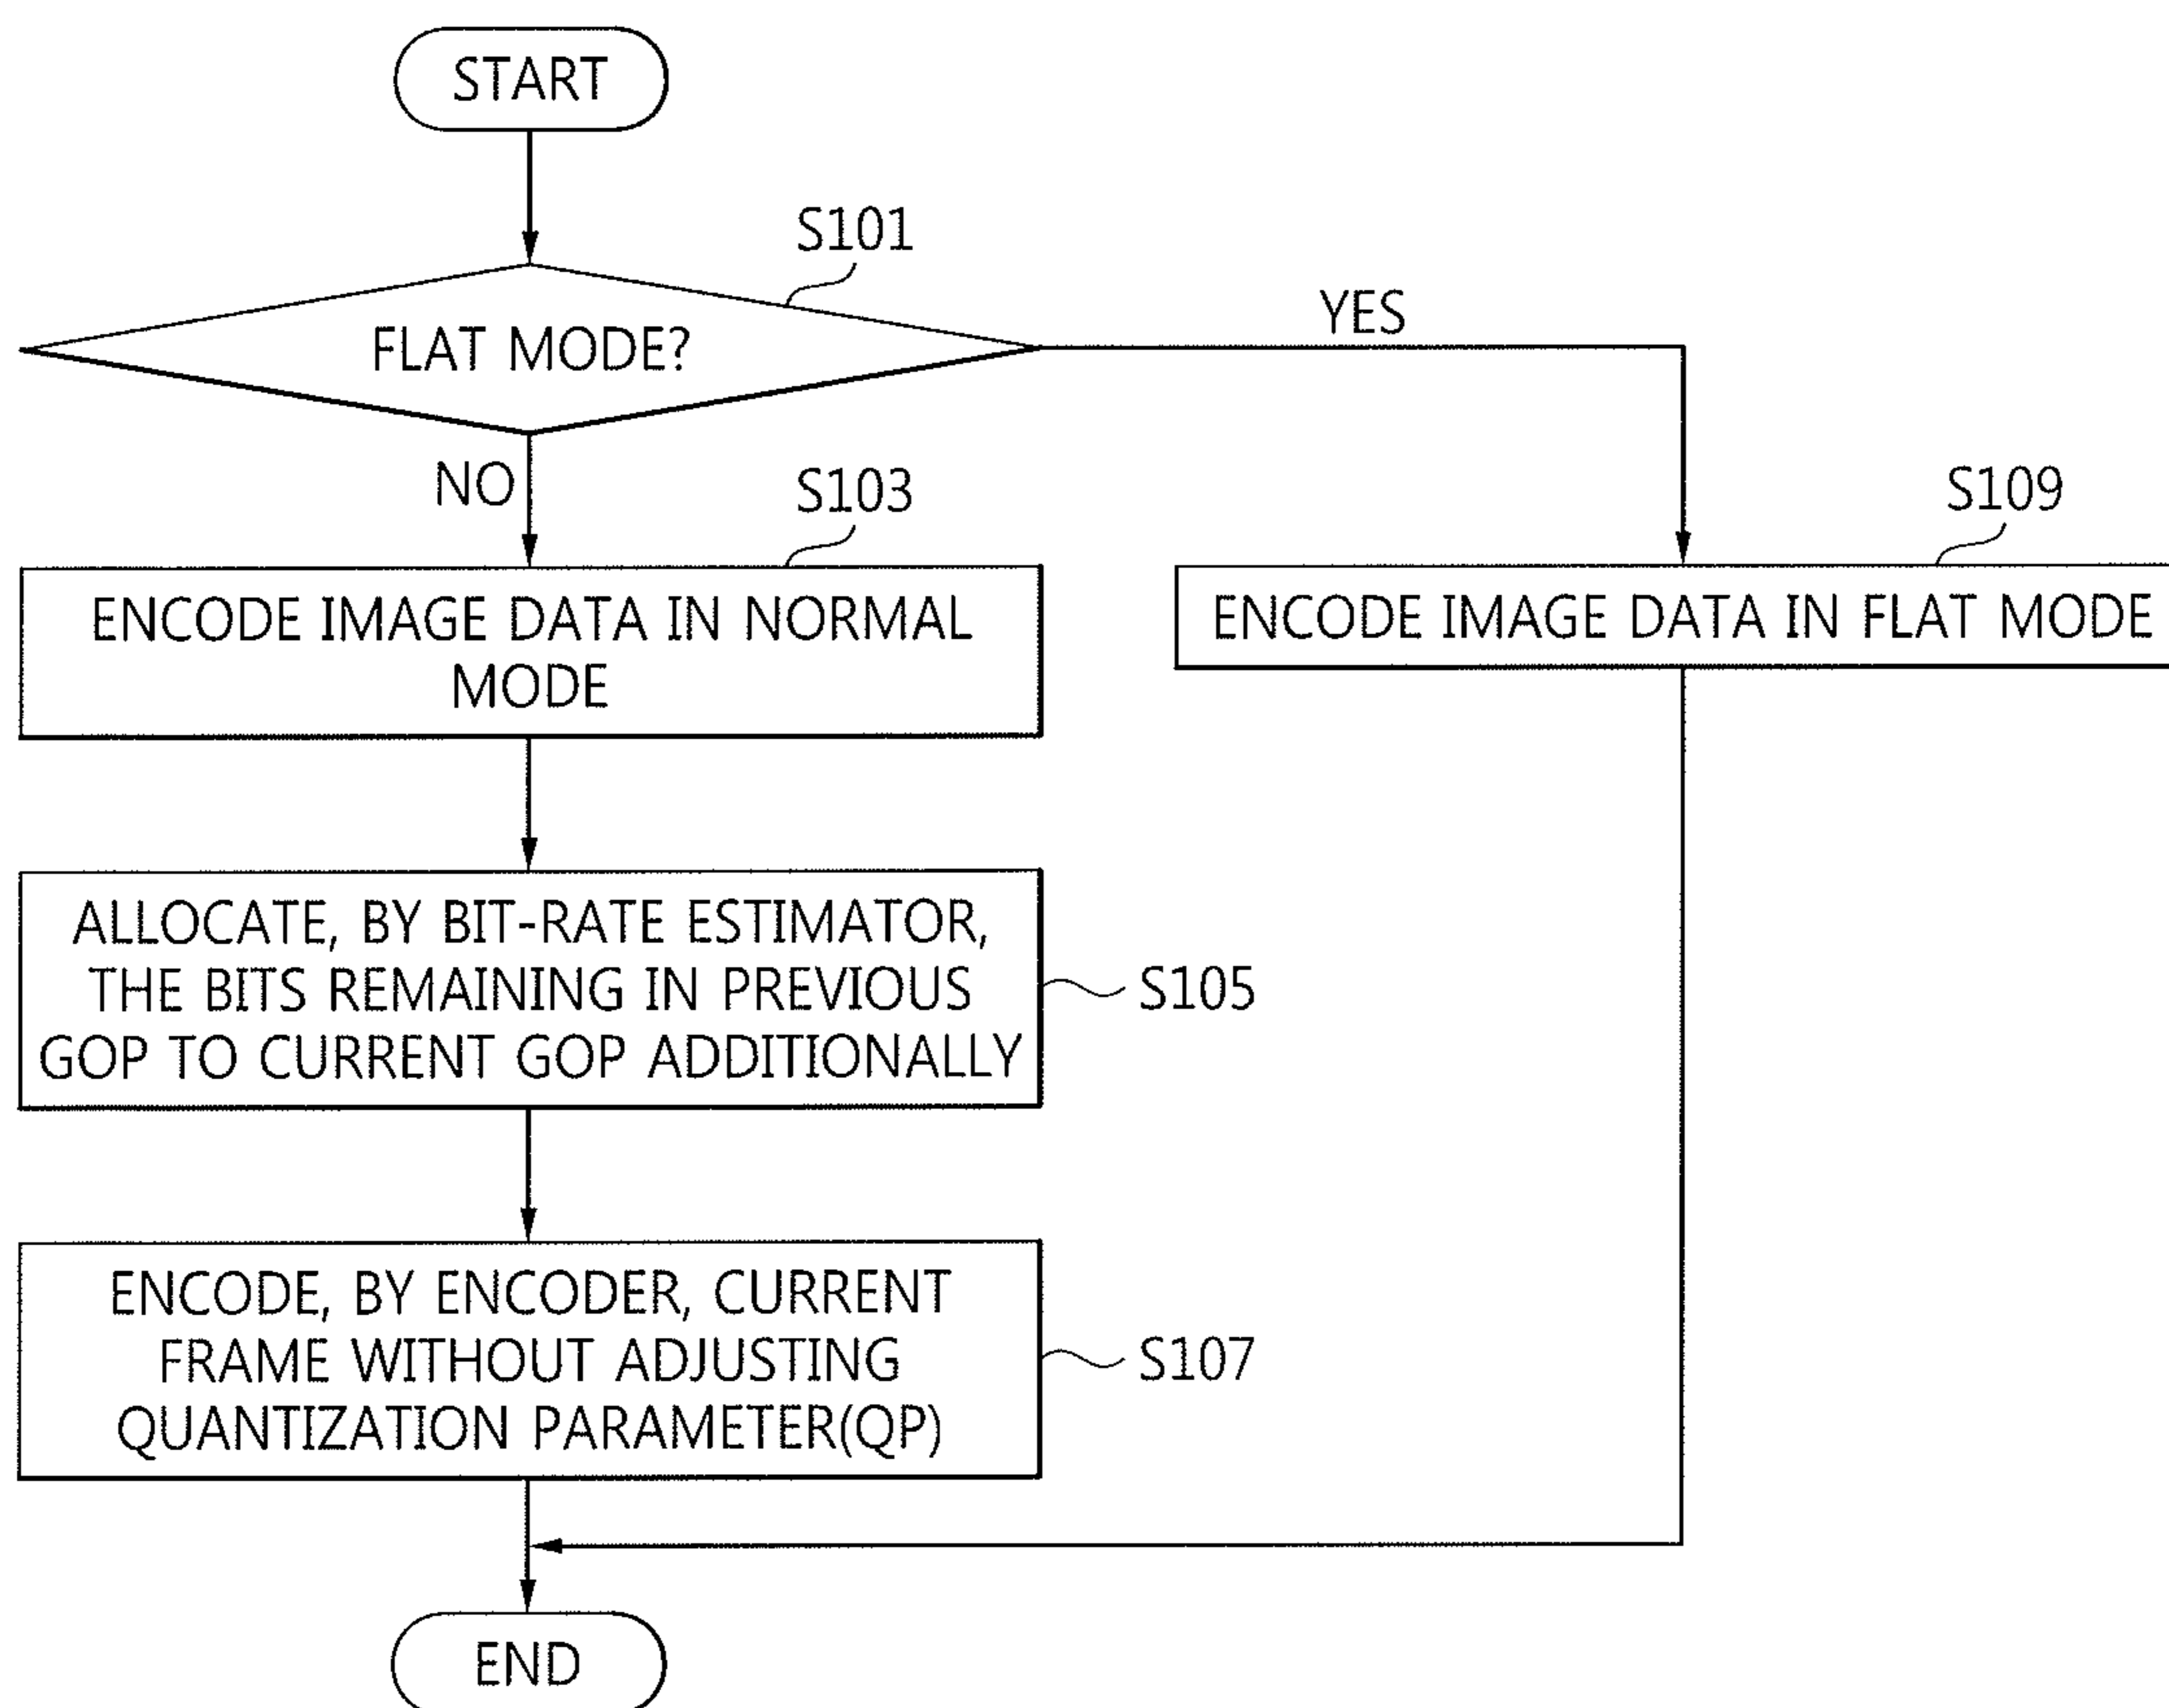 START
S101
FLAT MODE?
YES
NO
S103
S109
ENCODE IMAGE DATA IN NORMAL
MODE
ENCODE IMAGE DATA IN FLAT MODE
ALLOCATE, BY BIT-RATE ESTIMATOR,
THE BITS REMAINING IN PREVIOUS
GOP TO CURRENT GOP ADDITIONALLY
S105
ENCODE, BY ENCODER, CURRENT
FRAME WITHOUT ADJUSTING
QUANTIZATION PARAMETER(QP)
S107
END